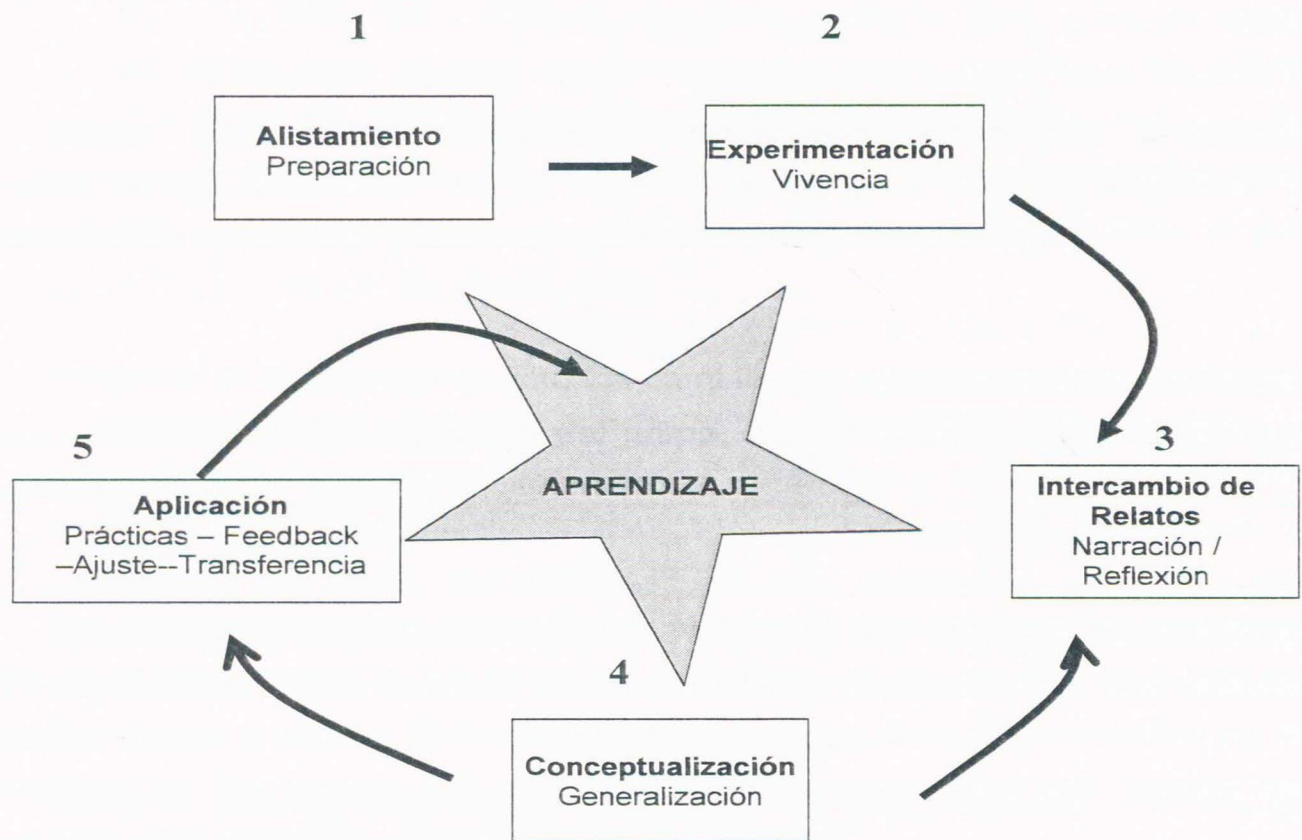 1
Alistamiento
Preparación
2
Experimentación
Vivencia
3
Intercambio de
Relatos
Narración /
Reflexión
4
Conceptualización
Generalización
5
Aplicación
Prácticas – Feedback
–Ajuste--Transferencia
APRENDIZAJE